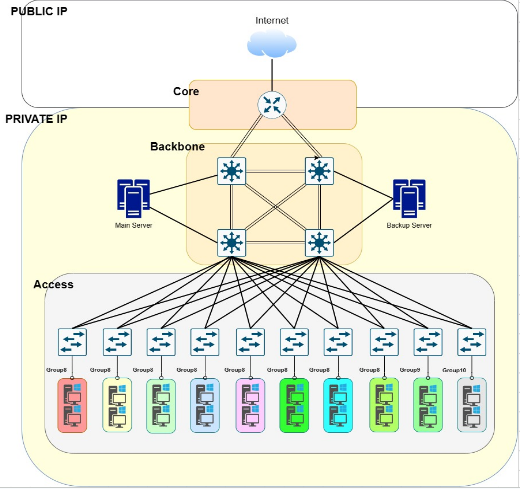 PUBLIC IP
Internet
Core
PRIVATE IP
Backbone
Main Server
Backup Server
Access
Group8
Group8
Group8
Group8
Group8
Group8
Group8
Group8
Group9
Group10